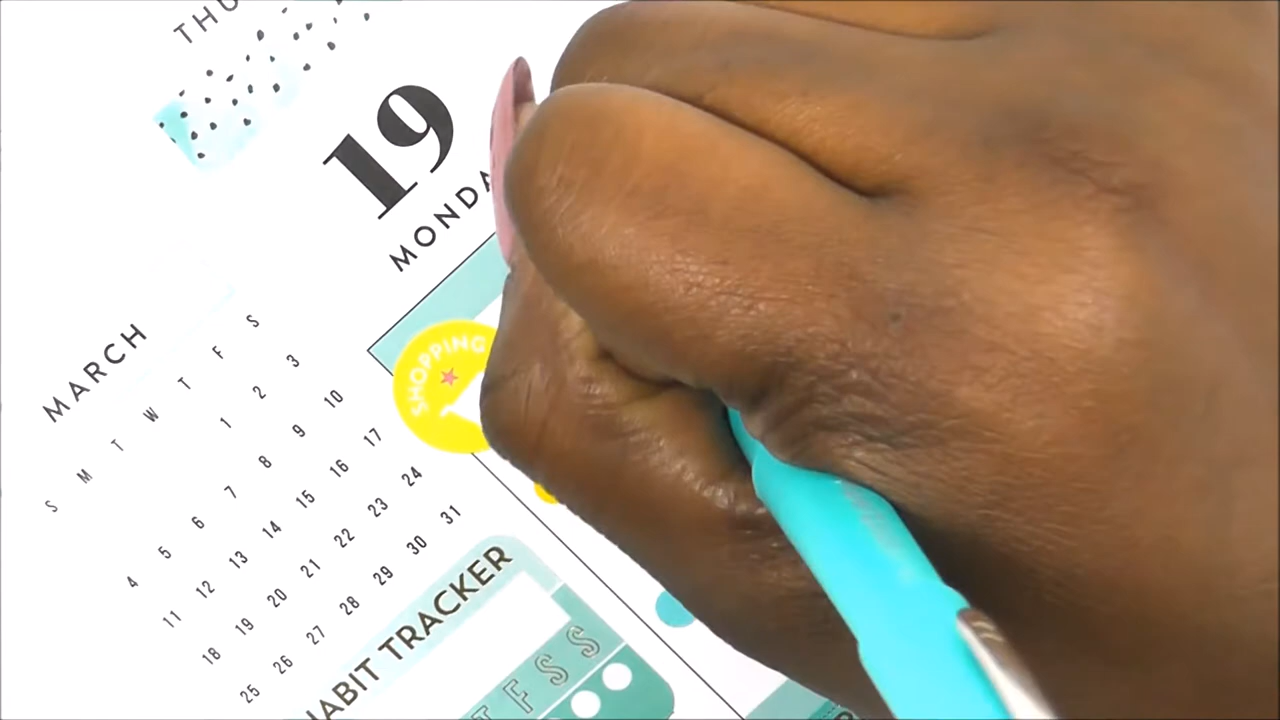 THU
19
MONDA
MARCH
S M T W T F S
1 2 3
4 5 6 7 8 9 10
11 12 13 14 15 16 17
18 19 20 21 22 23 24
25 26 27 28 29 30 31
SHOPPING
HABIT TRACKER
T F S S